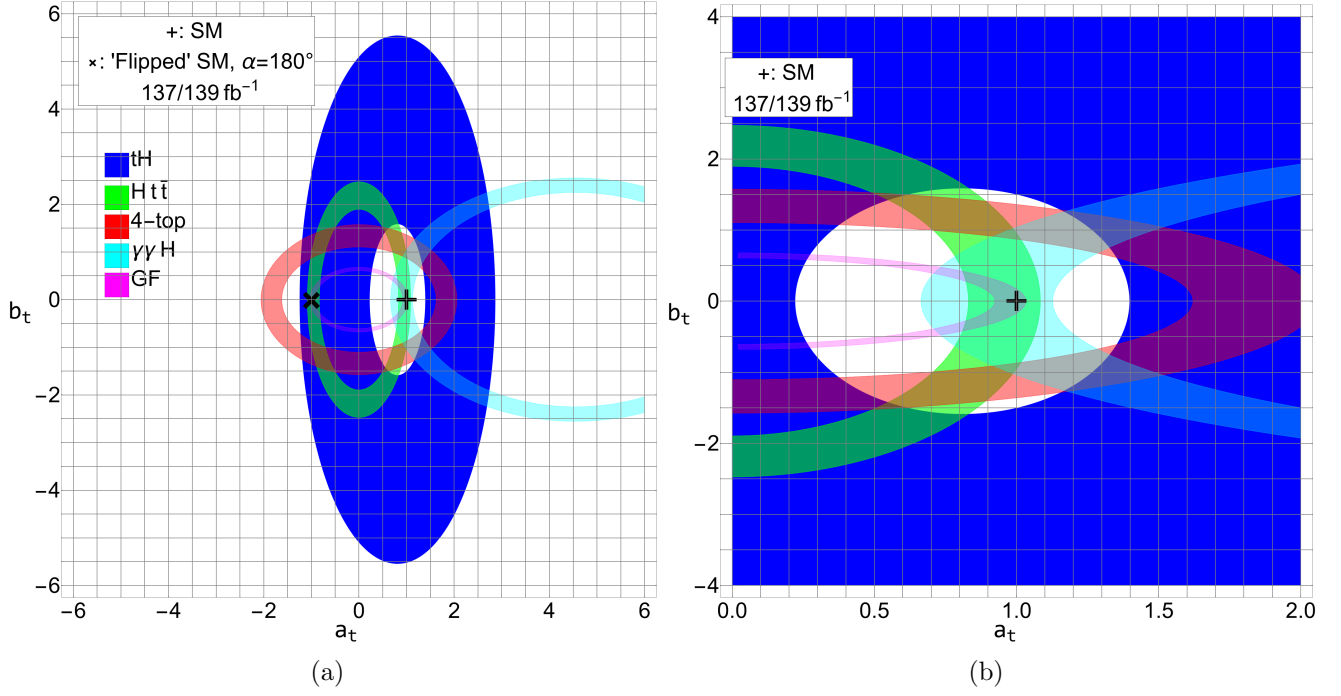 +: SM
×: 'Flipped' SM, α=180°
137/139 fb⁻¹
tH
H t t̄
4−top
γγ H
GF
6
4
2
0
−2
−4
−6
b_t
−6 −4 −2 0 2 4 6
a_t
(a)
+: SM
137/139 fb⁻¹
4
2
0
−2
−4
b_t
0.0 0.5 1.0 1.5 2.0
a_t
(b)